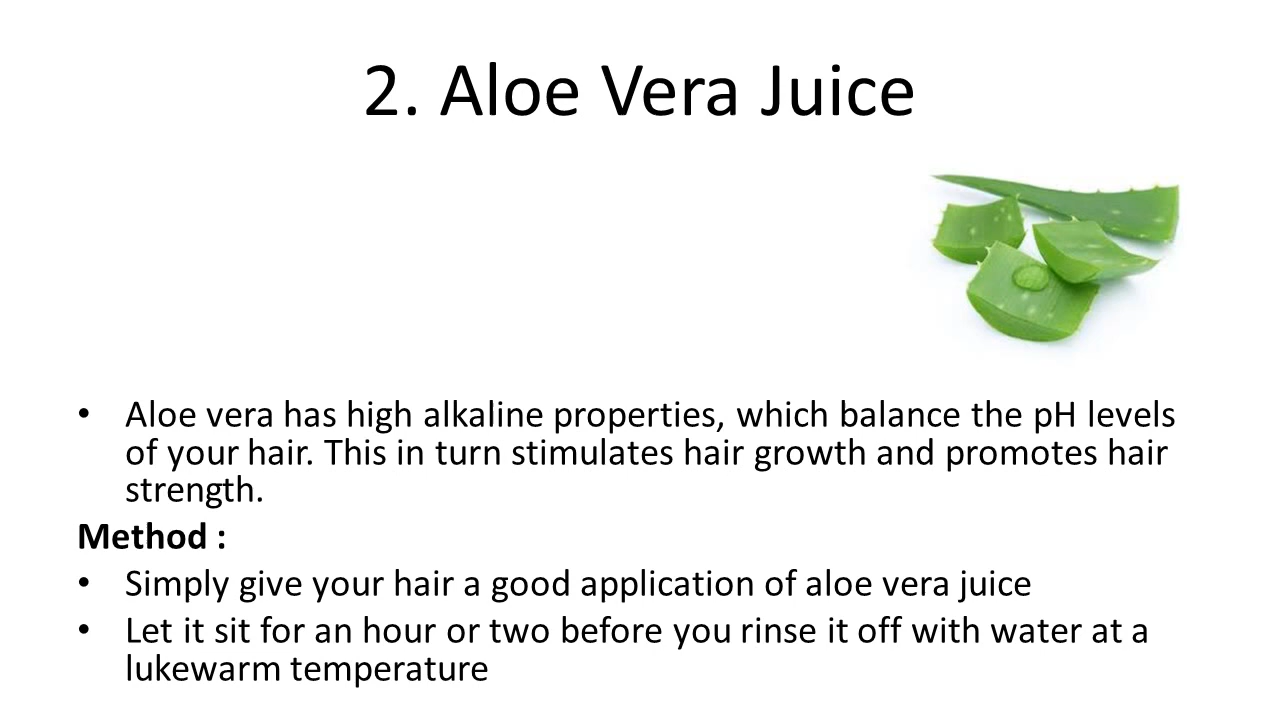 2. Aloe Vera Juice
• Aloe vera has high alkaline properties, which balance the pH levels
of your hair. This in turn stimulates hair growth and promotes hair
strength.
Method :
• Simply give your hair a good application of aloe vera juice
• Let it sit for an hour or two before you rinse it off with water at a
lukewarm temperature